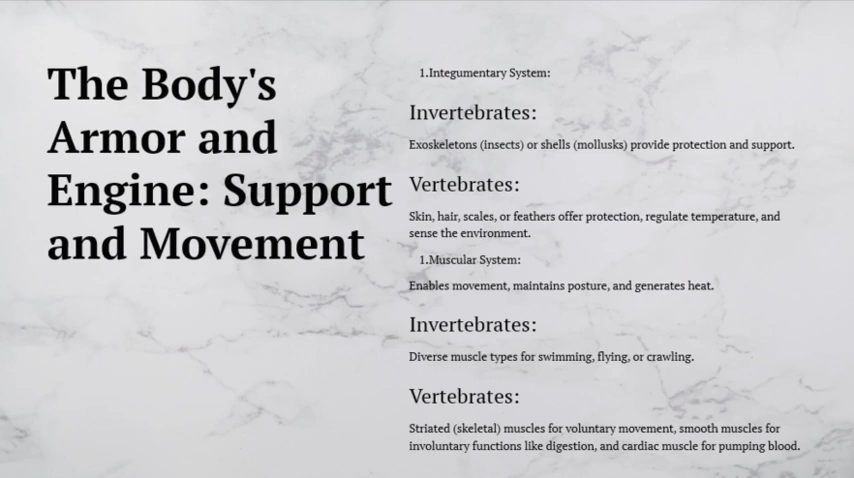 The Body's
Armor and
Engine: Support
and Movement
1.Integumentary System:
Invertebrates:
Exoskeletons (insects) or shells (mollusks) provide protection and support.
Vertebrates:
Skin, hair, scales, or feathers offer protection, regulate temperature, and
sense the environment.
1.Muscular System:
Enables movement, maintains posture, and generates heat.
Invertebrates:
Diverse muscle types for swimming, flying, or crawling.
Vertebrates:
Striated (skeletal) muscles for voluntary movement, smooth muscles for
involuntary functions like digestion, and cardiac muscle for pumping blood.